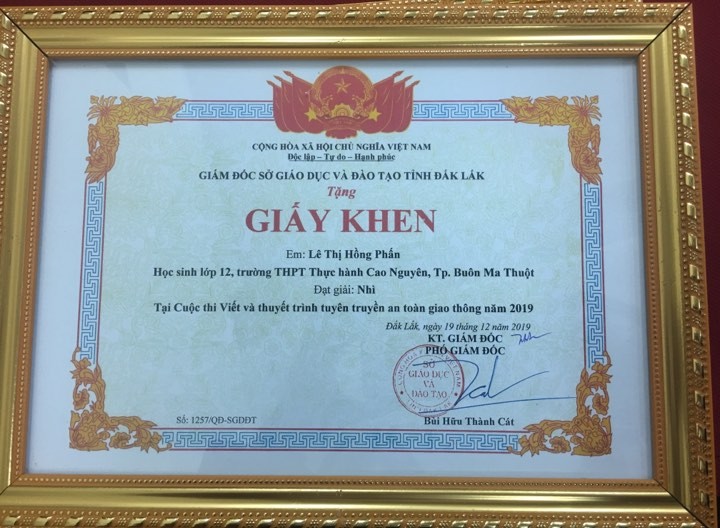 CỘNG HÒA XÃ HỘI CHỦ NGHĨA VIỆT NAM
Độc lập – Tự do – Hạnh phúc
GIÁM ĐỐC SỞ GIÁO DỤC VÀ ĐÀO TẠO TỈNH ĐẮK LẮK
Tặng
GIẤY KHEN
Em: Lê Thị Hồng Phấn
Học sinh lớp 12, trường THPT Thực hành Cao Nguyên, Tp. Buôn Ma Thuột
Đạt giải: Nhì
Tại Cuộc thi Viết và thuyết trình tuyên truyền an toàn giao thông năm 2019
Đắk Lắk, ngày 19 tháng 12 năm 2019
KT. GIÁM ĐỐC
PHÓ GIÁM ĐỐC
SỞ
GIÁO DỤC
VÀ
ĐÀO TẠO
Số: 1257/QĐ-SGDĐT
Bùi Hữu Thành Cát